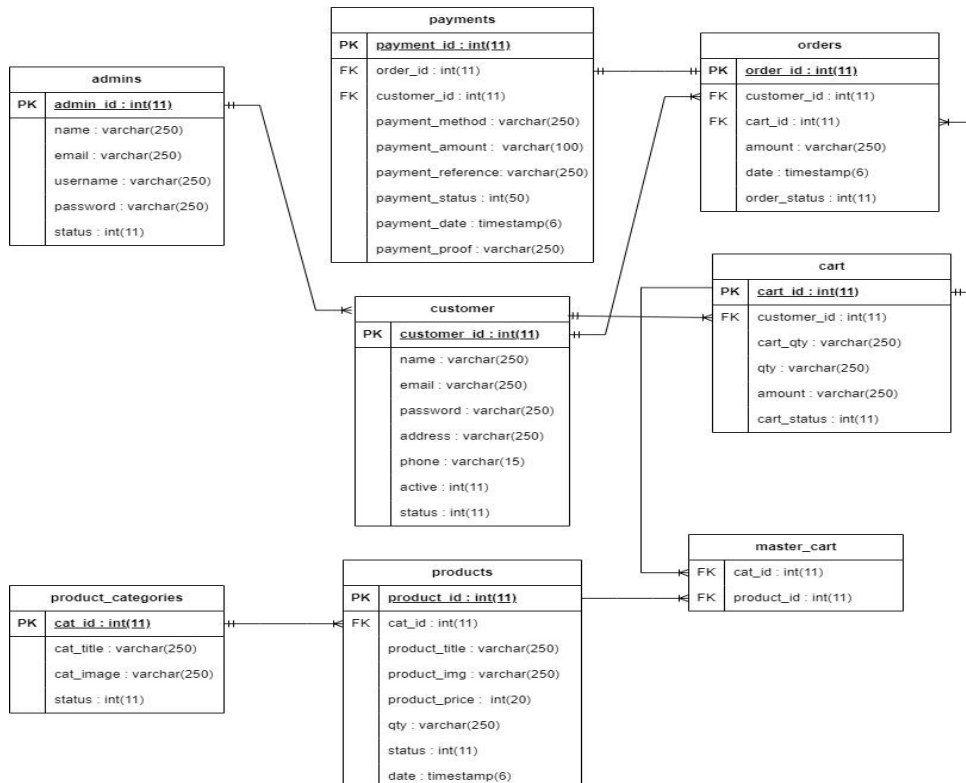 payments
PK payment_id : int(11)
FK order_id : int(11)
FK customer_id : int(11)
payment_method : varchar(250)
payment_amount : varchar(100)
payment_reference: varchar(250)
payment_status : int(50)
payment_date : timestamp(6)
payment_proof : varchar(250)
orders
PK order_id : int(11)
FK customer_id : int(11)
FK cart_id : int(11)
amount : varchar(250)
date : timestamp(6)
order_status : int(11)
admins
PK admin_id : int(11)
name : varchar(250)
email : varchar(250)
username : varchar(250)
password : varchar(250)
status : int(11)
cart
PK cart_id : int(11)
FK customer_id : int(11)
cart_qty : varchar(250)
qty : varchar(250)
amount : varchar(250)
cart_status : int(11)
customer
PK customer_id : int(11)
name : varchar(250)
email : varchar(250)
password : varchar(250)
address : varchar(250)
phone : varchar(15)
active : int(11)
status : int(11)
master_cart
FK cat_id : int(11)
FK product_id : int(11)
products
PK product_id : int(11)
FK cat_id : int(11)
product_title : varchar(250)
product_img : varchar(250)
product_price : int(20)
qty : varchar(250)
status : int(11)
date : timestamp(6)
product_categories
PK cat_id : int(11)
cat_title : varchar(250)
cat_image : varchar(250)
status : int(11)